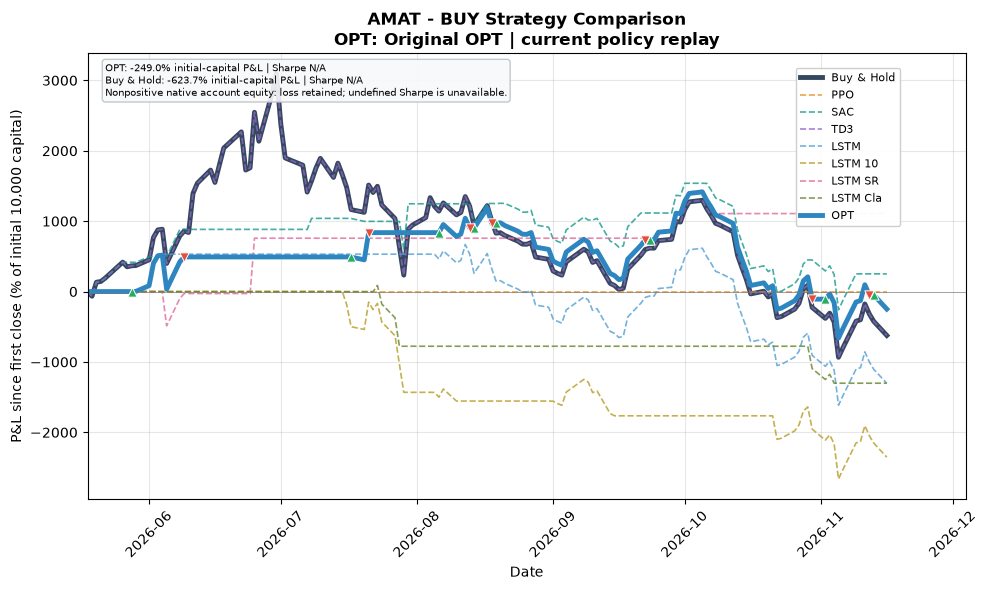 AMAT - BUY Strategy Comparison
OPT: Original OPT | current policy replay
OPT: -249.0% initial-capital P&L | Sharpe N/A
Buy & Hold: -623.7% initial-capital P&L | Sharpe N/A
Nonpositive native account equity: loss retained; undefined Sharpe is unavailable.
Buy & Hold
PPO
SAC
TD3
LSTM
LSTM 10
LSTM SR
LSTM Cla
OPT
P&L since first close (% of initial 10,000 capital)
3000
2000
1000
0
−1000
−2000
2026-06
2026-07
2026-08
2026-09
2026-10
2026-11
2026-12
Date